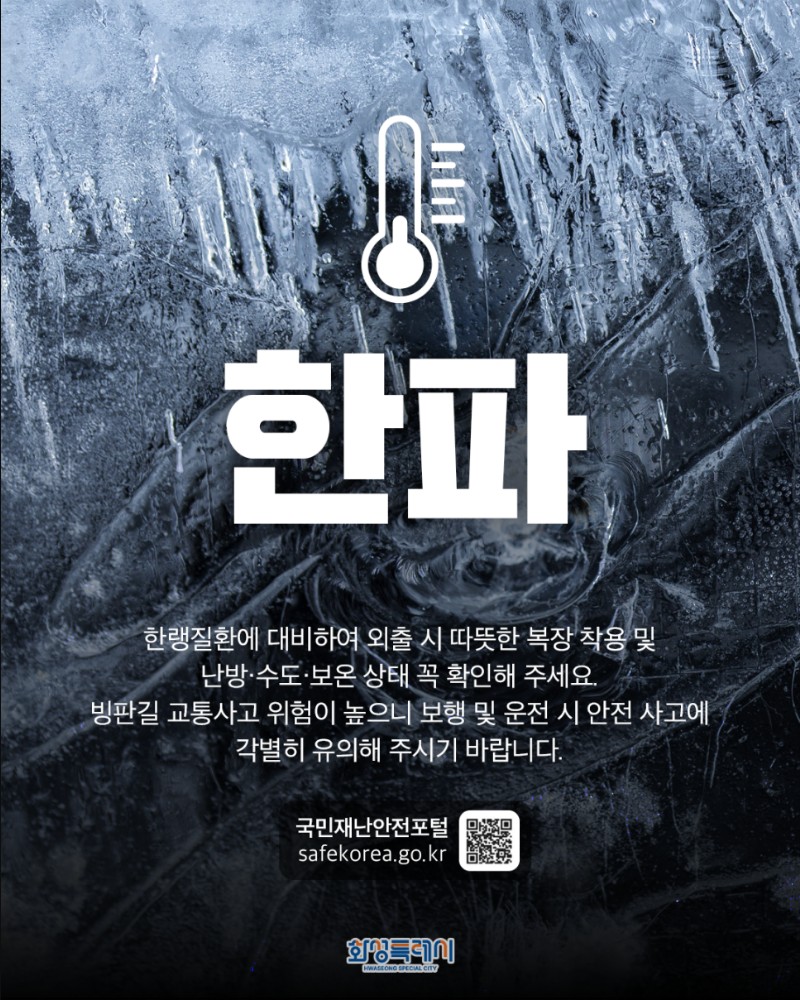 한파
한랭질환에 대비하여 외출 시 따뜻한 복장 착용 및
난방·수도·보온 상태 꼭 확인해 주세요.
빙판길 교통사고 위험이 높으니 보행 및 운전 시 안전 사고에
각별히 유의해 주시기 바랍니다.
국민재난안전포털
safekorea.go.kr
화성특례시
HWASEONG SPECIAL CITY